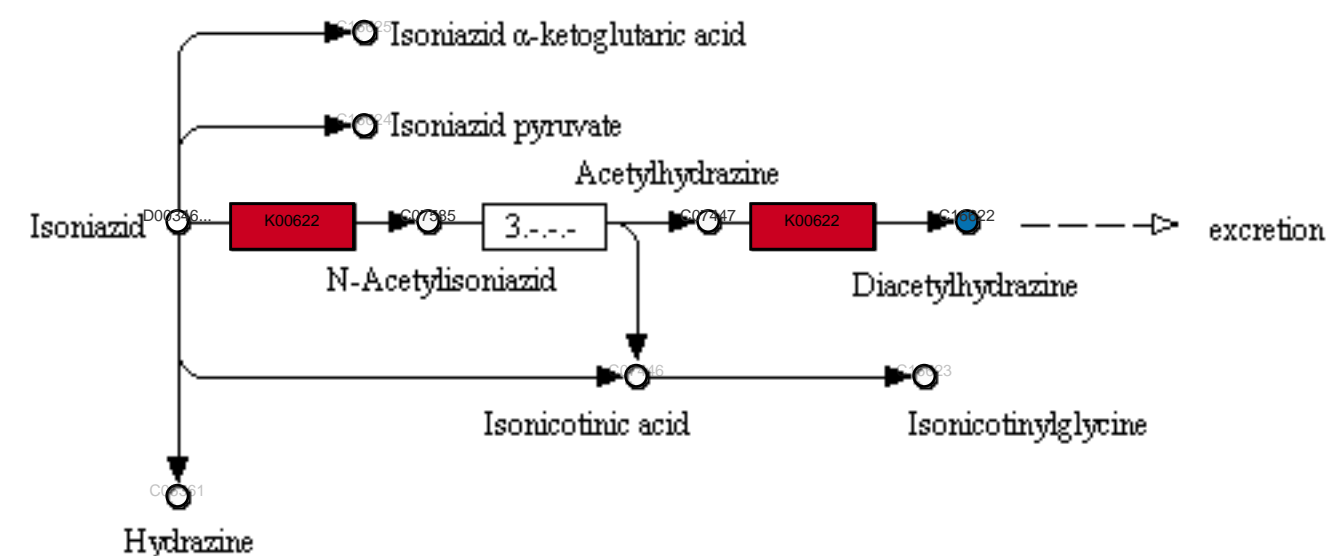 Isoniazid α-ketoglutaric acid
Isoniazid pyruvate
Acetylhydrazine
Isoniazid
D00346...
K00622
C07585
3.-.-.-
C07447
K00622
excretion
N-Acetylisoniazid
Diacetylhydrazine
Isonicotinic acid
Isonicotinylglycine
Hydrazine